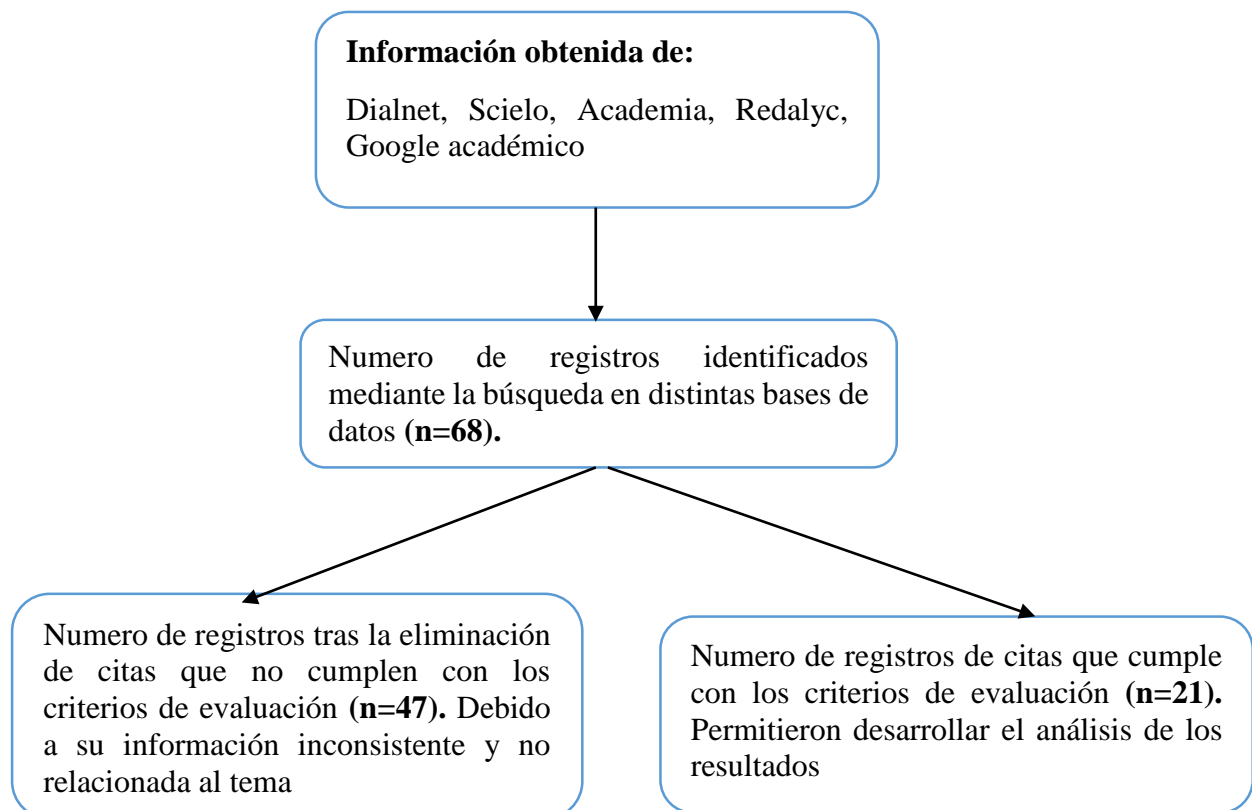 Información obtenida de:
Dialnet, Scielo, Academia, Redalyc,
Google académico
Numero de registros identificados
mediante la búsqueda en distintas bases de
datos (n=68).
Numero de registros tras la eliminación
de citas que no cumplen con los
criterios de evaluación (n=47). Debido
a su información inconsistente y no
relacionada al tema
Numero de registros de citas que cumple
con los criterios de evaluación (n=21).
Permitieron desarrollar el análisis de los
resultados